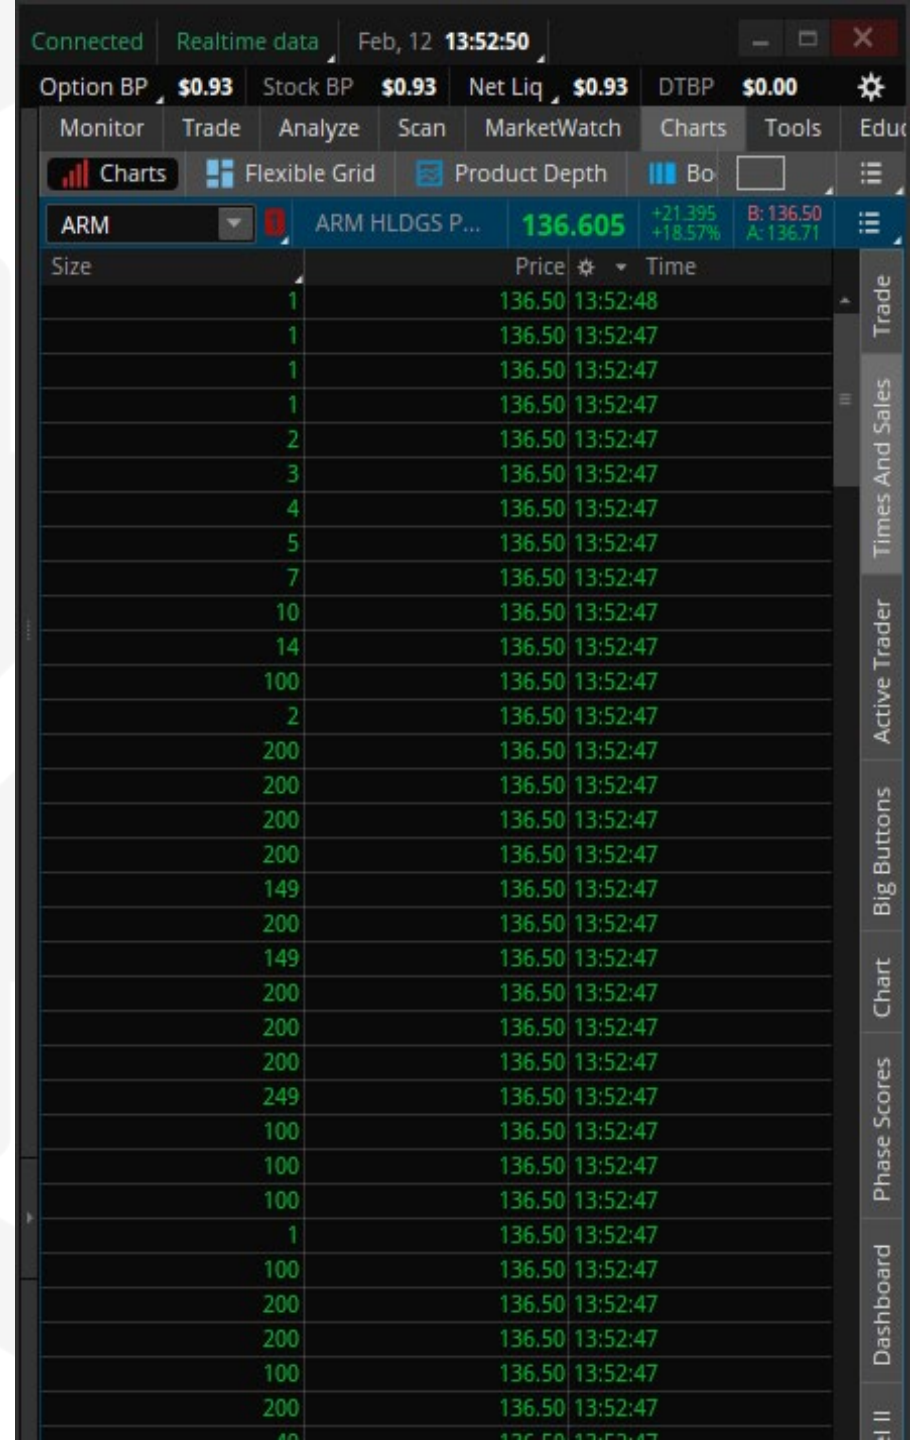 Connected Realtime data Feb, 12 13:52:50
Option BP $0.93 Stock BP $0.93 Net Liq $0.93 DTBP $0.00
Monitor Trade Analyze Scan MarketWatch Charts Tools Educ
Charts Flexible Grid Product Depth Bo
ARM 1 ARM HLDGS P... 136.605 +21.395 B: 136.50
+18.57% A: 136.71
Size Price Time
1 136.50 13:52:48
1 136.50 13:52:47
1 136.50 13:52:47
1 136.50 13:52:47
2 136.50 13:52:47
3 136.50 13:52:47
4 136.50 13:52:47
5 136.50 13:52:47
7 136.50 13:52:47
10 136.50 13:52:47
14 136.50 13:52:47
100 136.50 13:52:47
2 136.50 13:52:47
200 136.50 13:52:47
200 136.50 13:52:47
200 136.50 13:52:47
200 136.50 13:52:47
149 136.50 13:52:47
200 136.50 13:52:47
149 136.50 13:52:47
200 136.50 13:52:47
200 136.50 13:52:47
200 136.50 13:52:47
249 136.50 13:52:47
100 136.50 13:52:47
100 136.50 13:52:47
100 136.50 13:52:47
1 136.50 13:52:47
100 136.50 13:52:47
200 136.50 13:52:47
200 136.50 13:52:47
100 136.50 13:52:47
200 136.50 13:52:47
Trade
Times And Sales
Active Trader
Big Buttons
Chart
Phase Scores
Dashboard